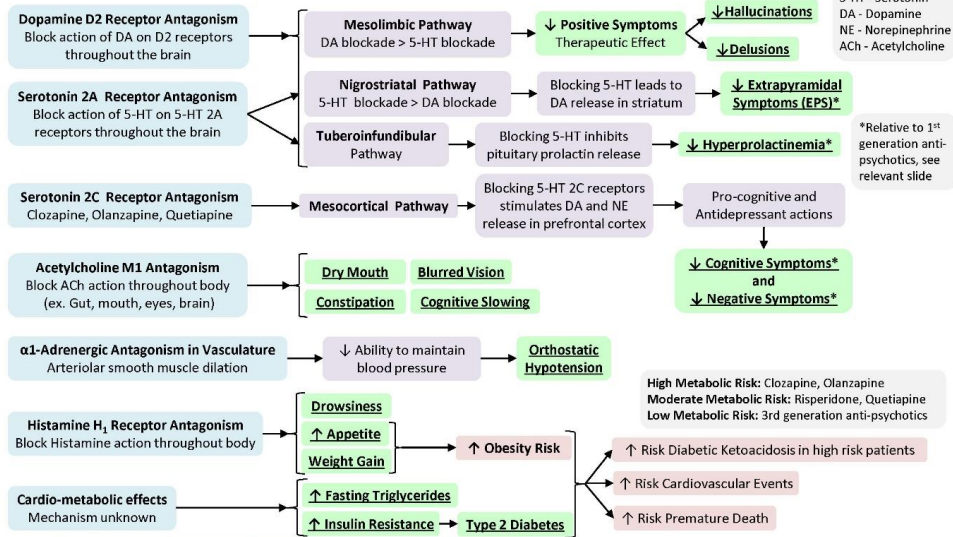 Dopamine D2 Receptor Antagonism
Block action of DA on D2 receptors
throughout the brain
Mesolimbic Pathway
DA blockade > 5-HT blockade
↓ Positive Symptoms
Therapeutic Effect
↓Hallucinations
↓ Delusions
DA - Dopamine
NE - Norepinephrine
ACh - Acetylcholine
Serotonin 2A Receptor Antagonism
Block action of 5-HT on 5-HT 2A
receptors throughout the brain
Nigrostriatal Pathway
5-HT blockade > DA blockade
Blocking 5-HT leads to
DA release in striatum
↓ Extrapyramidal
Symptoms (EPS)*
Tuberoinfundibular
Pathway
Blocking 5-HT inhibits
pituitary prolactin release
↓ Hyperprolactinemia*
*Relative to 1st
generation anti-
psychotics, see
relevant slide
Serotonin 2C Receptor Antagonism
Clozapine, Olanzapine, Quetiapine
Mesocortical Pathway
Blocking 5-HT 2C receptors
stimulates DA and NE
release in prefrontal cortex
Pro-cognitive and
Antidepressant actions
↓ Cognitive Symptoms*
and
↓ Negative Symptoms*
Acetylcholine M1 Antagonism
Block ACh action throughout body
(ex. Gut, mouth, eyes, brain)
Dry Mouth
Blurred Vision
Constipation
Cognitive Slowing
α1-Adrenergic Antagonism in Vasculature
Arteriolar smooth muscle dilation
↓ Ability to maintain
blood pressure
Orthostatic
Hypotension
High Metabolic Risk: Clozapine, Olanzapine
Moderate Metabolic Risk: Risperidone, Quetiapine
Low Metabolic Risk: 3rd generation anti-psychotics
Histamine H1 Receptor Antagonism
Block Histamine action throughout body
Drowsiness
↑ Appetite
Weight Gain
↑ Obesity Risk
Cardio-metabolic effects
Mechanism unknown
↑ Fasting Triglycerides
↑ Insulin Resistance
Type 2 Diabetes
↑ Risk Diabetic Ketoacidosis in high risk patients
↑ Risk Cardiovascular Events
↑ Risk Premature Death